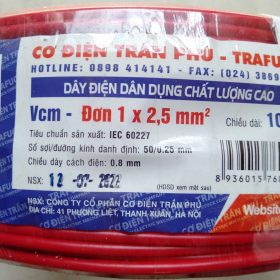 CƠ ĐIỆN TRẦN PHÚ - TRAFUC
HOTLINE: 0898 414141 - FAX: (024) 3869
DÂY ĐIỆN DÂN DỤNG CHẤT LƯỢNG CAO
Vcm - Đơn 1 x 2,5 mm²
Chiều dài: 10
Tiêu chuẩn sản xuất: IEC 60227
Số sợi/đường kính danh định: 50/0.25 mm
Chiều dày cách điện: 0.8 mm
NSX: 12 -07- 2022
(HDSD xem mặt sau)
8 936015 768
NSX: CÔNG TY CỔ PHẦN CƠ ĐIỆN TRẦN PHÚ
ĐỊA CHỈ: 41 PHƯƠNG LIỆT, THANH XUÂN, HÀ NỘI
Website